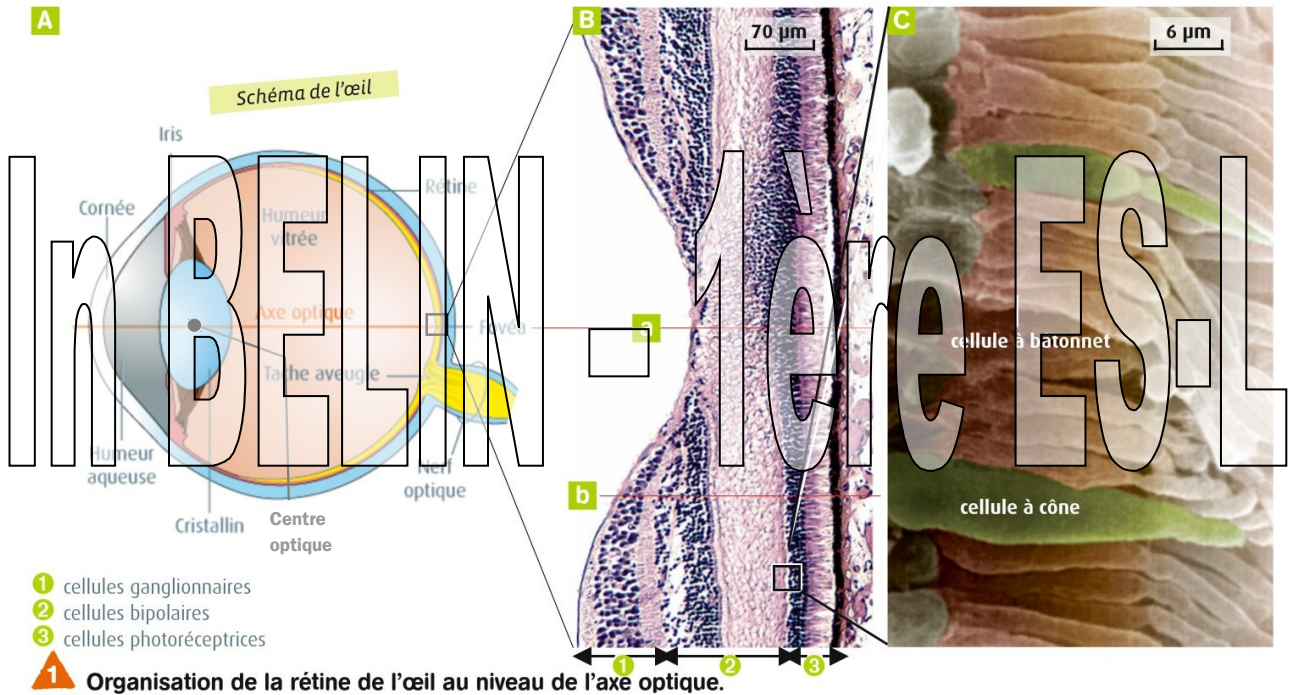 A
B
70 µm
C
6 µm
Schéma de l'œil
Iris
Rétine
Cornée
Humeur
vitrée
In BELIN - 1ère ES-L
Axe optique
Fovéa
a
cellule à batonnet
Tache aveugle
Humeur
aqueuse
Nerf
optique
b
cellule à cône
Cristallin
Centre
optique
1 cellules ganglionnaires
2 cellules bipolaires
3 cellules photoréceptrices
1 2 3
1 Organisation de la rétine de l'œil au niveau de l'axe optique.